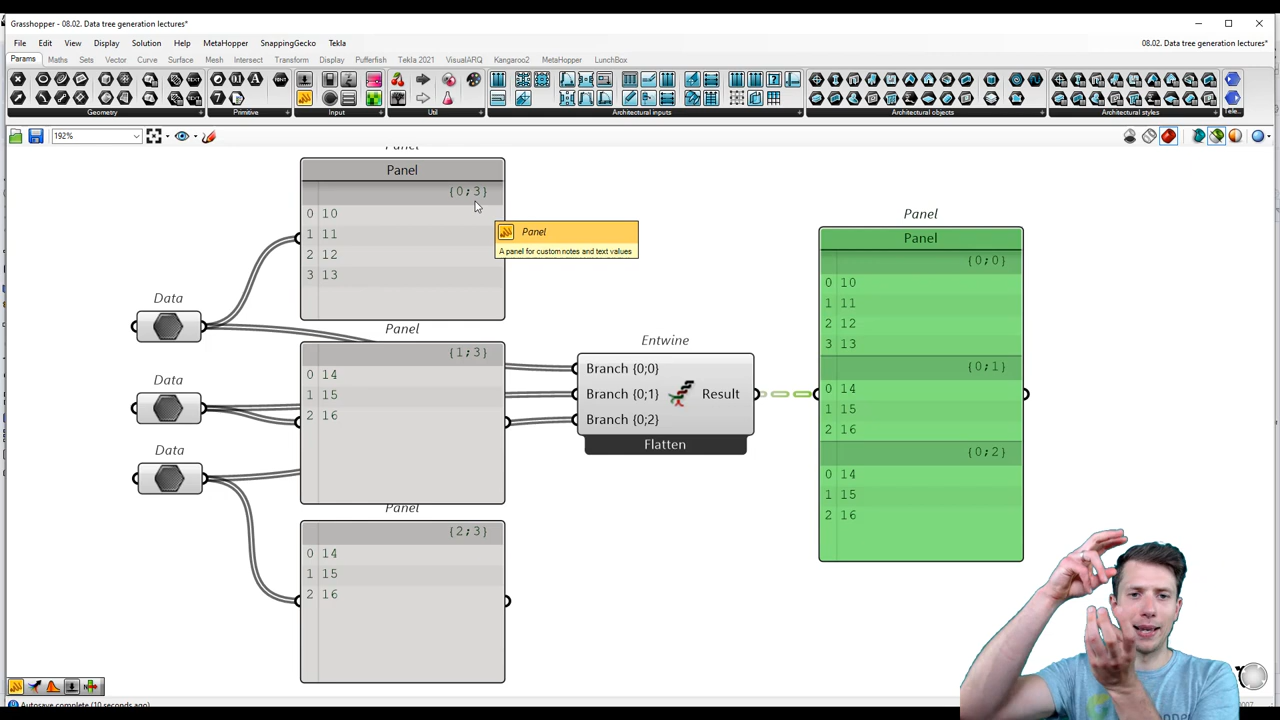 Grasshopper - 08.02. Data tree generation lectures*
File Edit View Display Solution Help MetaHopper SnappingGecko Tekla
08.02. Data tree generation lectures*
Params Maths Sets Vector Curve Surface Mesh Intersect Transform Display Pufferfish Tekla 2021 VisualARQ Kangaroo2 MetaHopper LunchBox
Geometry Primitive Input Util Architectural inputs Architectural objects Architectural styles Tele...
192%
Panel
Panel
{0;3}
0 10
1 11
2 12
3 13
Panel
A panel for custom notes and text values
Data
Panel
{1;3}
0 14
1 15
2 16
Data
Data
Panel
{2;3}
0 14
1 15
2 16
Entwine
Branch {0;0}
Branch {0;1}
Branch {0;2}
Result
Flatten
Panel
Panel
{0;0}
0 10
1 11
2 12
3 13
{0;1}
0 14
1 15
2 16
{0;2}
0 14
1 15
2 16
Autosave complete (10 seconds ago)